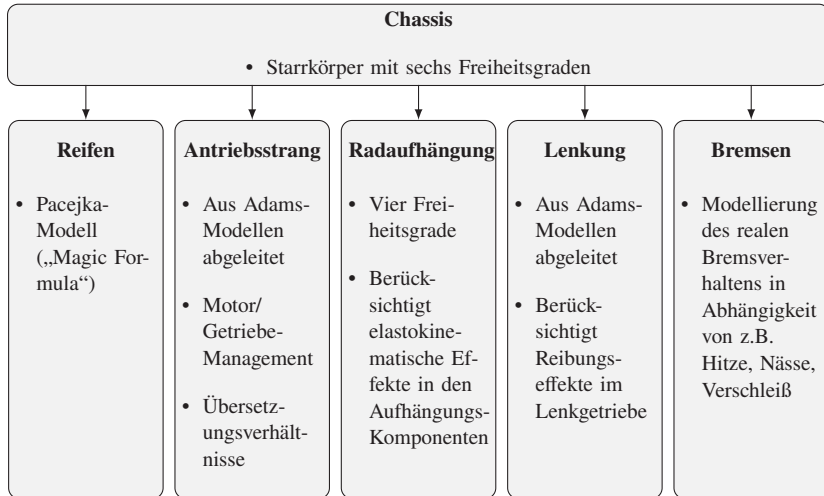 Chassis
• Starrkörper mit sechs Freiheitsgraden
Reifen
• Pacejka-
Modell
(„Magic For-
mula“)
Antriebsstrang
• Aus Adams-
Modellen
abgeleitet
• Motor/
Getriebe-
Management
• Übersetz-
ungsverhält-
nisse
Radaufhängung
• Vier Frei-
heitsgrade
• Berück-
sichtigt
elastokine-
matische Ef-
fekte in den
Aufhängungs-
Komponenten
Lenkung
• Aus Adams-
Modellen
abgeleitet
• Berück-
sichtigt
Reibungs-
effekte im
Lenkgetriebe
Bremsen
• Modellierung
des realen
Bremsver-
haltens in
Abhängigkeit
von z.B.
Hitze, Nässe,
Verschleiß